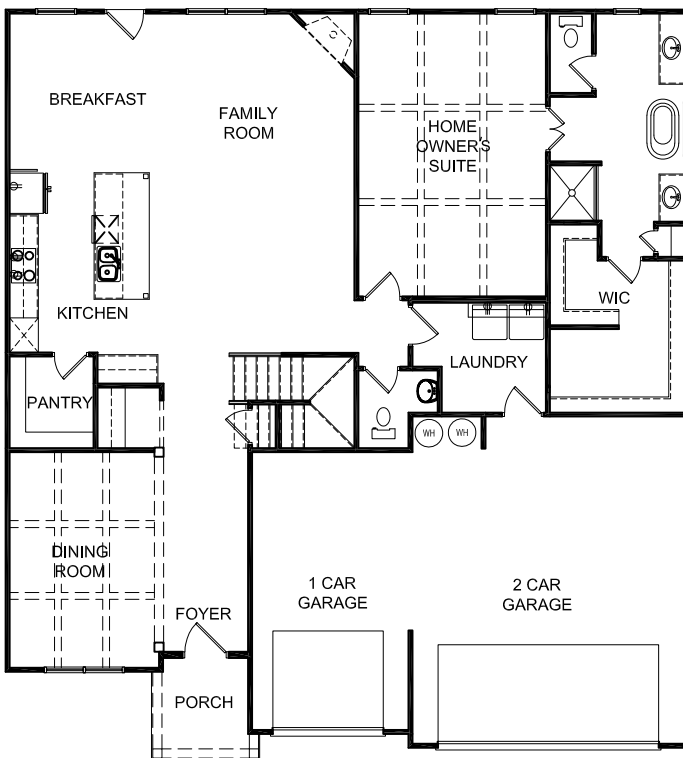 BREAKFAST
FAMILY
ROOM
HOME
OWNER'S
SUITE
KITCHEN
WIC
LAUNDRY
PANTRY
WH WH
DINING
ROOM
1 CAR
GARAGE
2 CAR
GARAGE
FOYER
PORCH